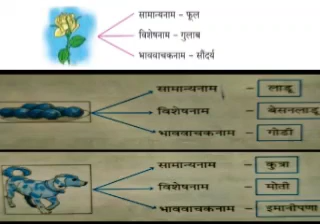 सामान्यनाम - फूल
विशेषनाम - गुलाब
भाववाचकनाम - सौंदर्य
सामान्यनाम - लाडू
विशेषनाम - बेसनलाडू
भाववाचकनाम - गोडी
सामान्यनाम - कुत्रा
विशेषनाम - मोती
भाववाचकनाम - इमानीपणा